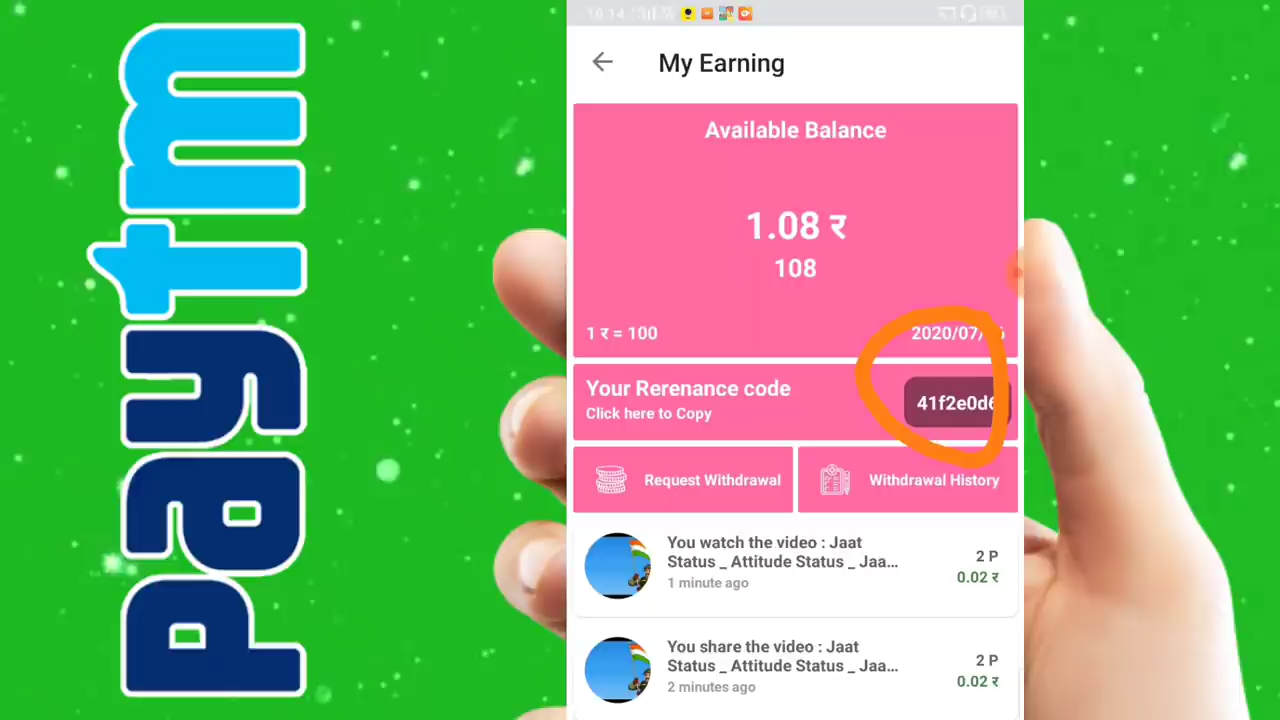 paytm
My Earning
Available Balance
1.08 र
108
1 र = 100
Your Rerenance code
Click here to Copy
41f2e0d6
Request Withdrawal
Withdrawal History
You watch the video : Jaat
Status _ Attitude Status _ Jaa...
1 minute ago
2 P
0.02 र
You share the video : Jaat
Status _ Attitude Status _ Jaa...
2 minutes ago
2 P
0.02 र